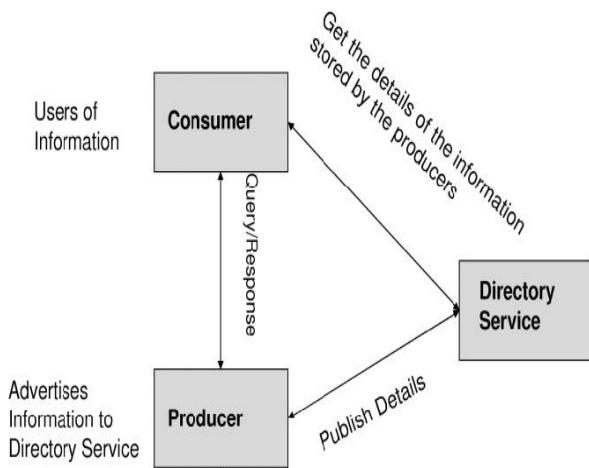 Get the details of the information
stored by the producers
Users of
Information
Consumer
Query/Response
Directory
Service
Advertises
Information to
Directory Service
Producer
Publish Details